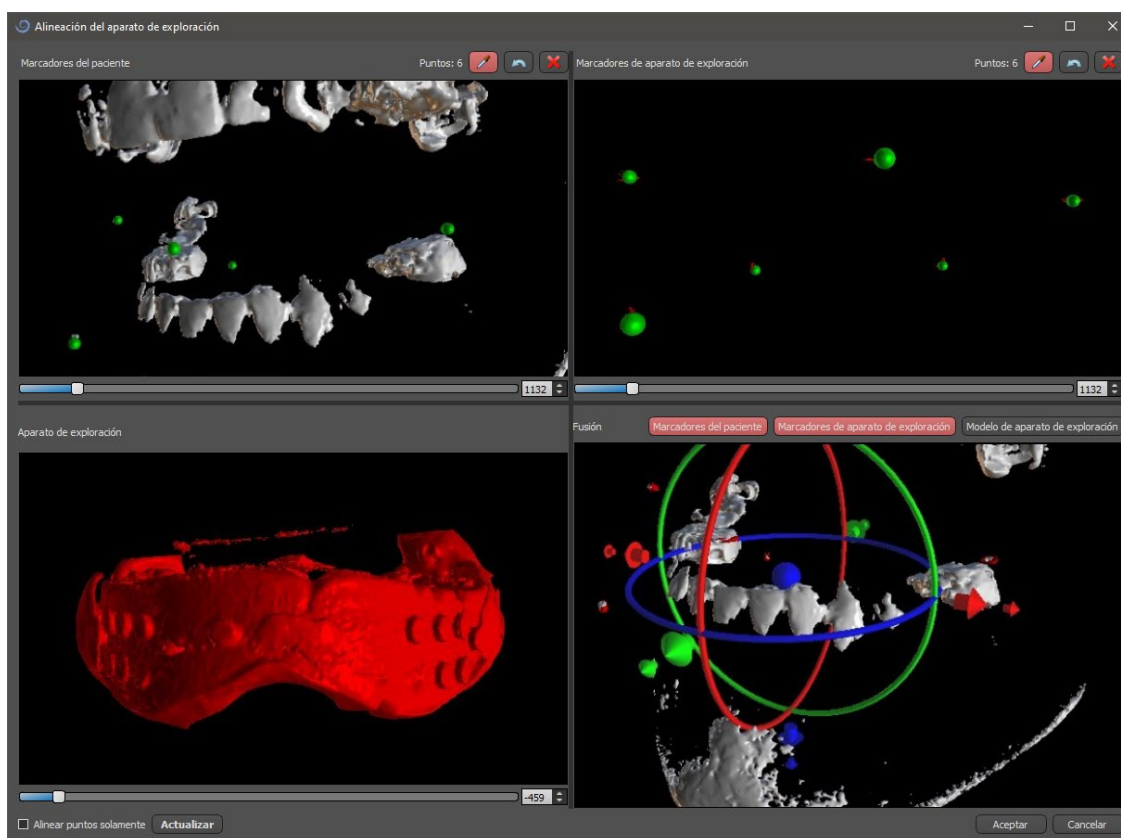 Alineación del aparato de exploración
Marcadores del paciente
Puntos: 6
Marcadores de aparato de exploración
Puntos: 6
1132
1132
Aparato de exploración
Fusión
Marcadores del paciente
Marcadores de aparato de exploración
Modelo de aparato de exploración
-459
Alinear puntos solamente
Actualizar
Aceptar
Cancelar